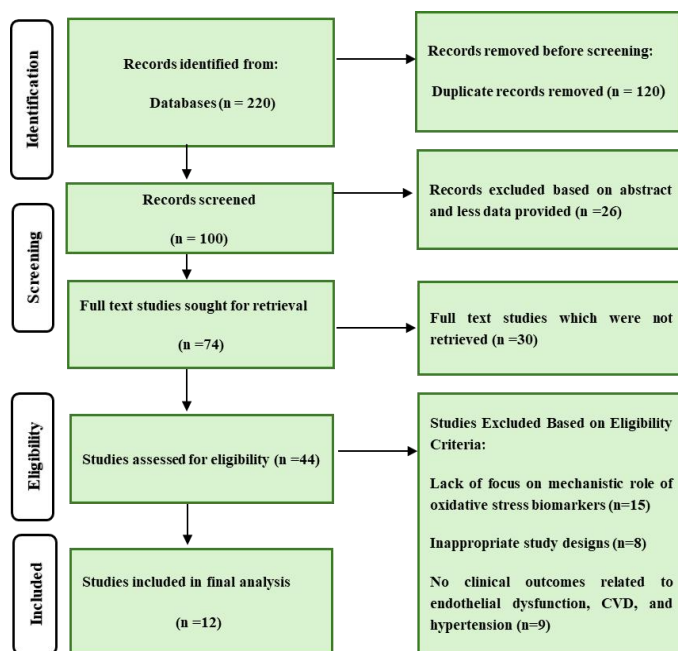 Identification
Records identified from:
Databases (n = 220)
Records removed before screening:
Duplicate records removed (n = 120)
Screening
Records screened
(n = 100)
Records excluded based on abstract
and less data provided (n =26)
Full text studies sought for retrieval
(n =74)
Full text studies which were not
retrieved (n =30)
Eligibility
Studies assessed for eligibility (n =44)
Studies Excluded Based on Eligibility
Criteria:
Lack of focus on mechanistic role of
oxidative stress biomarkers (n=15)
Inappropriate study designs (n=8)
No clinical outcomes related to
endothelial dysfunction, CVD, and
hypertension (n=9)
Included
Studies included in final analysis
(n =12)